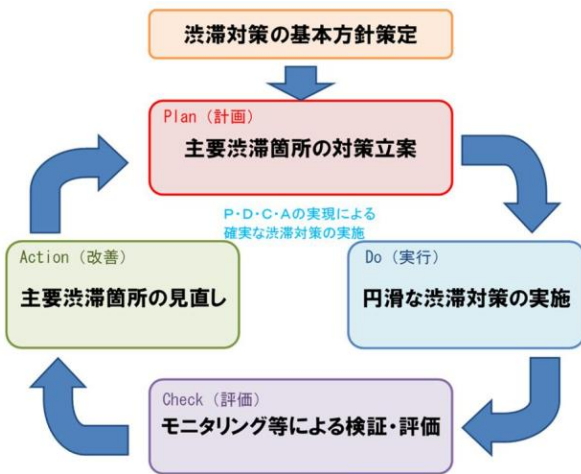 渋滞対策の基本方針策定
Plan（計画）
主要渋滞箇所の対策立案
P・D・C・Aの実現による
確実な渋滞対策の実施
Action（改善）
主要渋滞箇所の見直し
Do（実行）
円滑な渋滞対策の実施
Check（評価）
モニタリング等による検証・評価